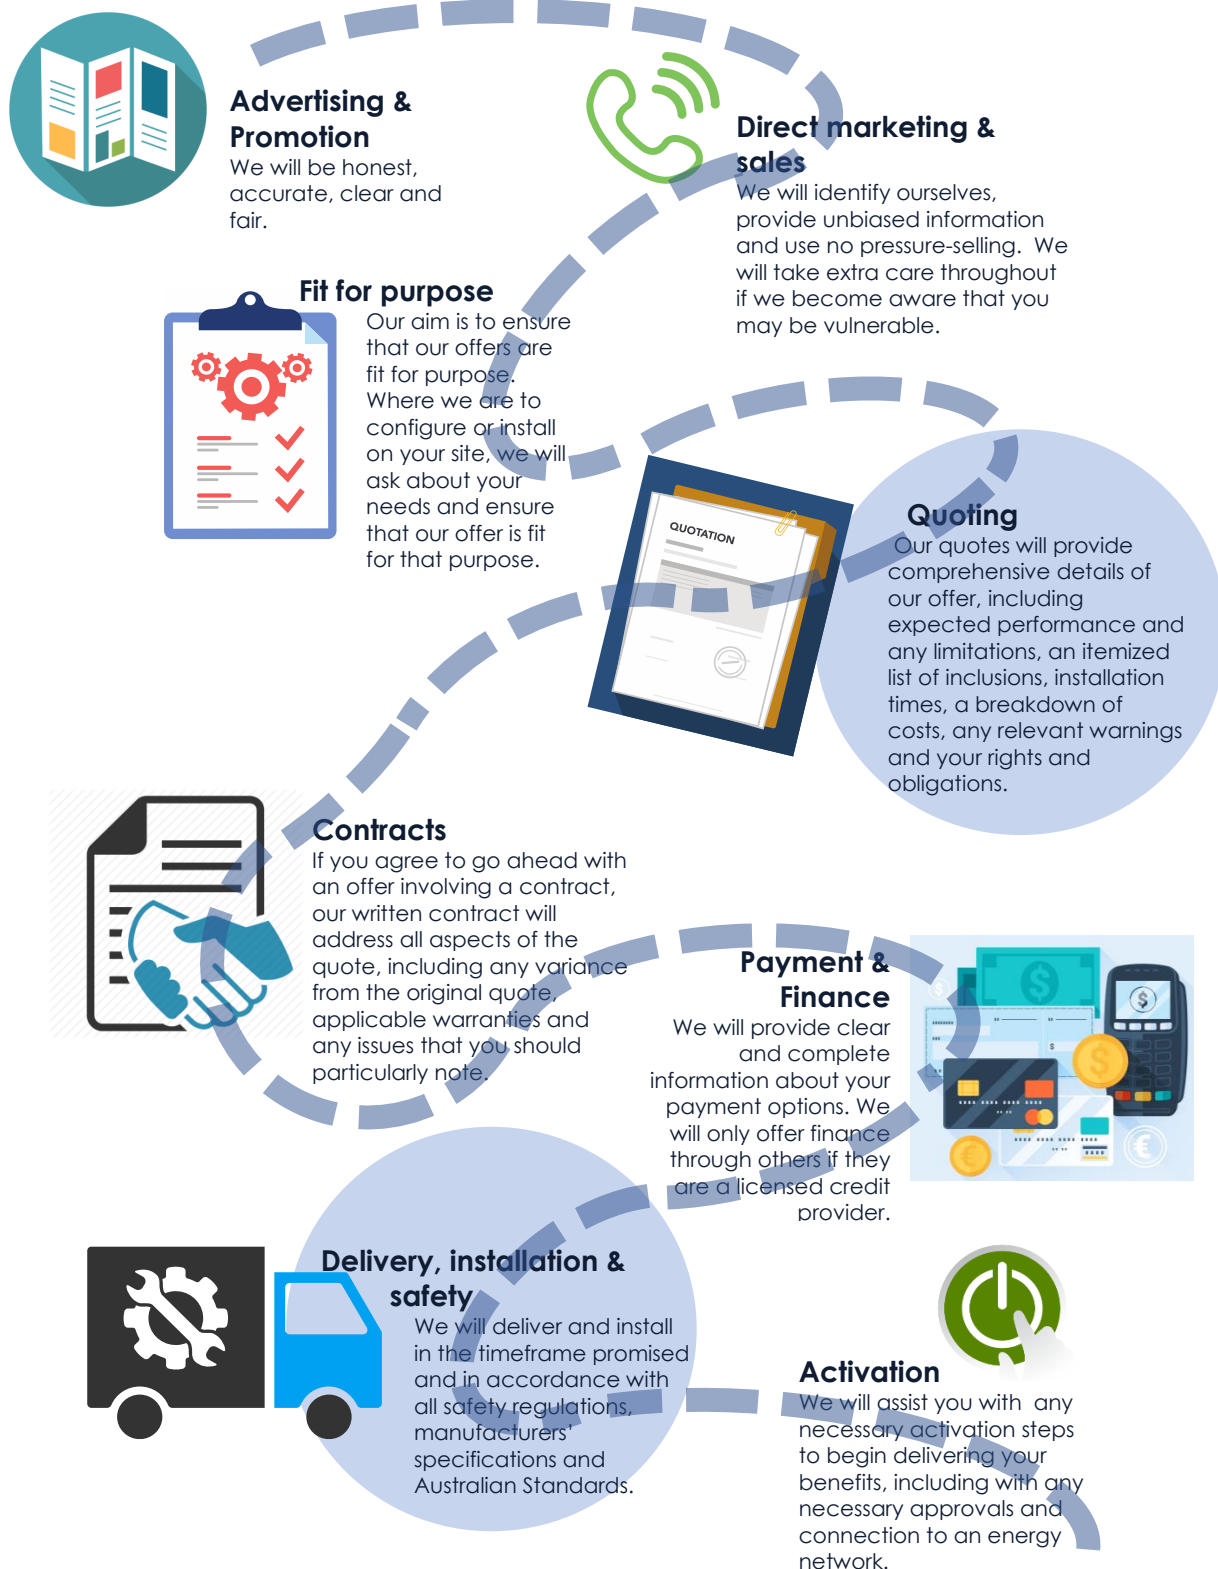 Advertising &
Promotion
We will be honest,
accurate, clear and
fair.
Direct marketing &
sales
We will identify ourselves,
provide unbiased information
and use no pressure-selling.  We
will take extra care throughout
if we become aware that you
may be vulnerable.
Fit for purpose
Our aim is to ensure
that our offers are
fit for purpose.
Where we are to
configure or install
on your site, we will
ask about your
needs and ensure
that our offer is fit
for that purpose.
QUOTATION
Quoting
Our quotes will provide
comprehensive details of
our offer, including
expected performance and
any limitations, an itemized
list of inclusions, installation
times, a breakdown of
costs, any relevant warnings
and your rights and
obligations.
Contracts
If you agree to go ahead with
an offer involving a contract,
our written contract will
address all aspects of the
quote, including any variance
from the original quote,
applicable warranties and
any issues that you should
particularly note.
Payment &
Finance
We will provide clear
and complete
information about your
payment options. We
will only offer finance
through others if they
are a licensed credit
provider.
Delivery, installation &
safety
We will deliver and install
in the timeframe promised
and in accordance with
all safety regulations,
manufacturers'
specifications and
Australian Standards.
Activation
We will assist you with  any
necessary activation steps
to begin delivering your
benefits, including with any
necessary approvals and
connection to an energy
network.